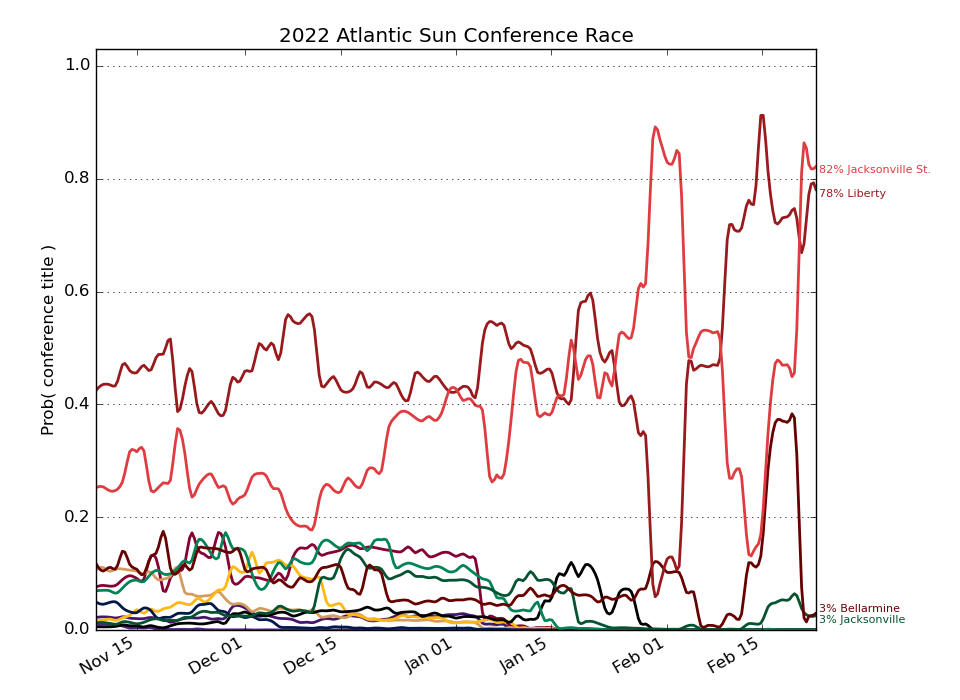 2022 Atlantic Sun Conference Race
Prob( conference title )
1.0
0.8
0.6
0.4
0.2
0.0
82% Jacksonville St.
78% Liberty
3% Bellarmine
3% Jacksonville
Nov 15
Dec 01
Dec 15
Jan 01
Jan 15
Feb 01
Feb 15